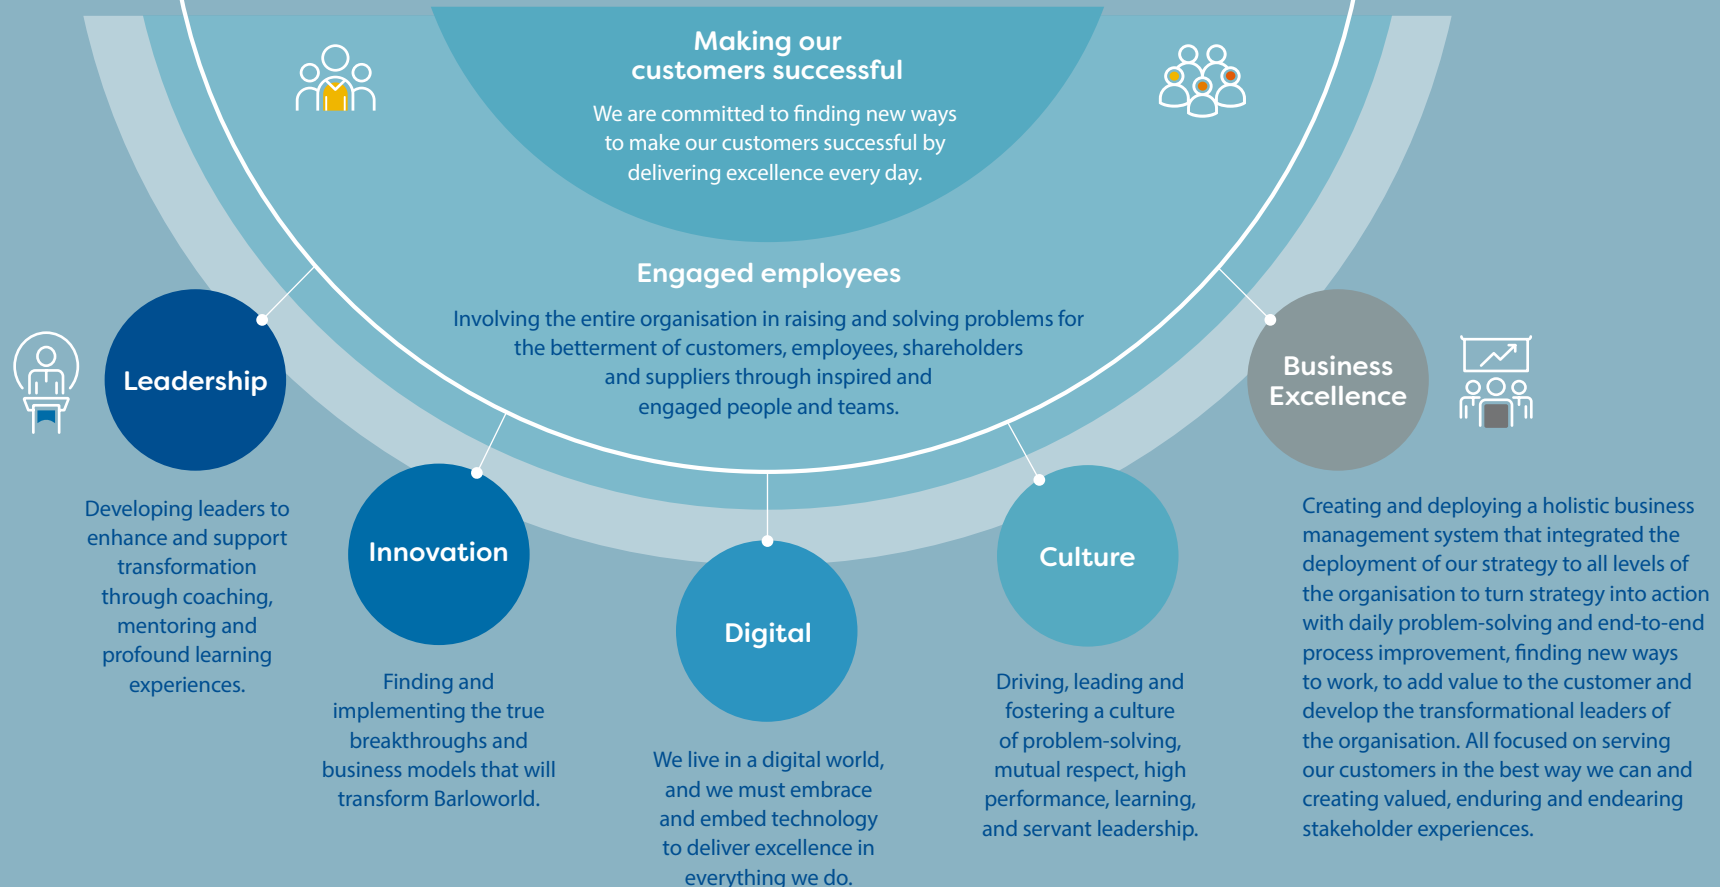 Making our
customers successful
We are committed to finding new ways
to make our customers successful by
delivering excellence every day.
Engaged employees
Involving the entire organisation in raising and solving problems for
the betterment of customers, employees, shareholders
and suppliers through inspired and
engaged people and teams.
Leadership
Developing leaders to
enhance and support
transformation
through coaching,
mentoring and
profound learning
experiences.
Innovation
Finding and
implementing the true
breakthroughs and
business models that will
transform Barloworld.
Digital
We live in a digital world,
and we must embrace
and embed technology
to deliver excellence in
everything we do.
Culture
Driving, leading and
fostering a culture
of problem-solving,
mutual respect, high
performance, learning,
and servant leadership.
Business
Excellence
Creating and deploying a holistic business
management system that integrated the
deployment of our strategy to all levels of
the organisation to turn strategy into action
with daily problem-solving and end-to-end
process improvement, finding new ways
to work, to add value to the customer and
develop the transformational leaders of
the organisation. All focused on serving
our customers in the best way we can and
creating valued, enduring and endearing
stakeholder experiences.